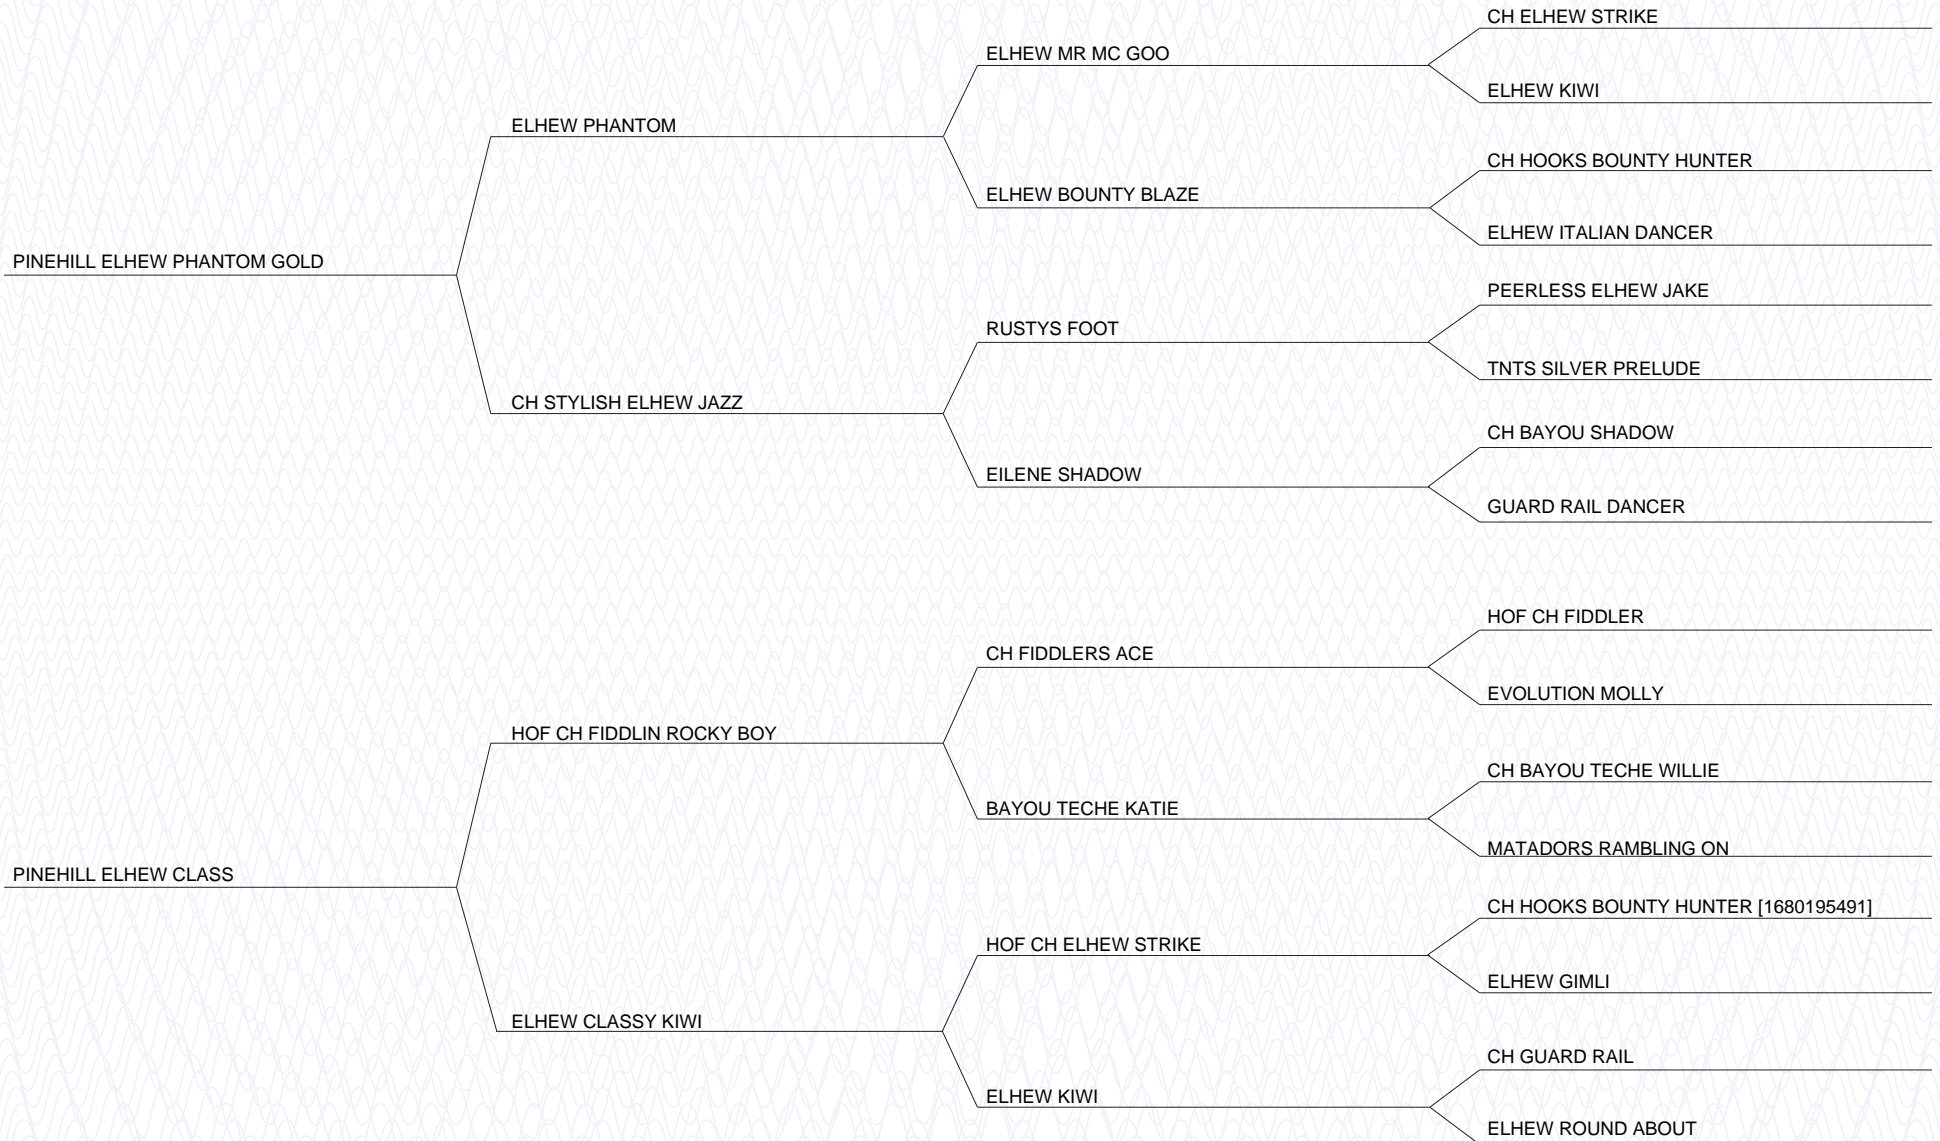 CH ELHEW STRIKE
ELHEW MR MC GOO
ELHEW KIWI
ELHEW PHANTOM
CH HOOKS BOUNTY HUNTER
ELHEW BOUNTY BLAZE
ELHEW ITALIAN DANCER
PINEHILL ELHEW PHANTOM GOLD
PEERLESS ELHEW JAKE
RUSTYS FOOT
TNTS SILVER PRELUDE
CH STYLISH ELHEW JAZZ
CH BAYOU SHADOW
EILENE SHADOW
GUARD RAIL DANCER
HOF CH FIDDLER
CH FIDDLERS ACE
EVOLUTION MOLLY
HOF CH FIDDLIN ROCKY BOY
CH BAYOU TECHE WILLIE
BAYOU TECHE KATIE
MATADORS RAMBLING ON
PINEHILL ELHEW CLASS
CH HOOKS BOUNTY HUNTER [1680195491]
HOF CH ELHEW STRIKE
ELHEW GIMLI
ELHEW CLASSY KIWI
CH GUARD RAIL
ELHEW KIWI
ELHEW ROUND ABOUT